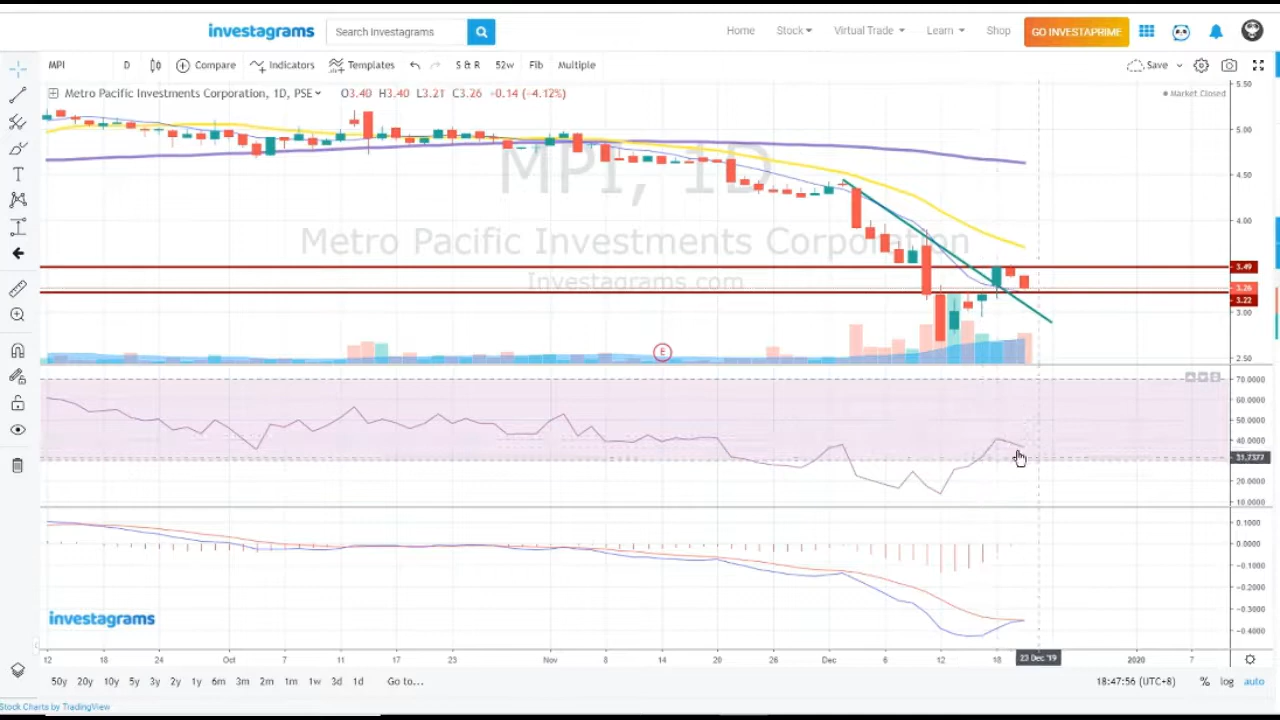 investagrams
Search Investagrams
Home Stock Virtual Trade Learn Shop
GO INVESTAPRIME
MPI D Compare Indicators Templates S & R 52w Fib Multiple Save
Metro Pacific Investments Corporation, 1D, PSE O3.40 H3.40 L3.21 C3.26 −0.14 (−4.12%)
Market Closed
MPI, 1D
Metro Pacific Investments Corporation
Investagrams.com
5.50
5.00
4.50
4.00
3.49
3.26
3.22
3.00
2.50
E
70.0000
60.0000
50.0000
40.0000
31.7377
20.0000
10.0000
0.1000
0.0000
−0.1000
−0.2000
−0.3000
−0.4000
investagrams
12 18 24 Oct 7 11 17 23 Nov 8 14 20 26 Dec 6 12 18 23 Dec '19 2020 7
50y 20y 10y 5y 3y 2y 1y 6m 3m 2m 1m 1w 3d 1d Go to... 18:47:56 (UTC+8) % log auto
Stock Charts by TradingView